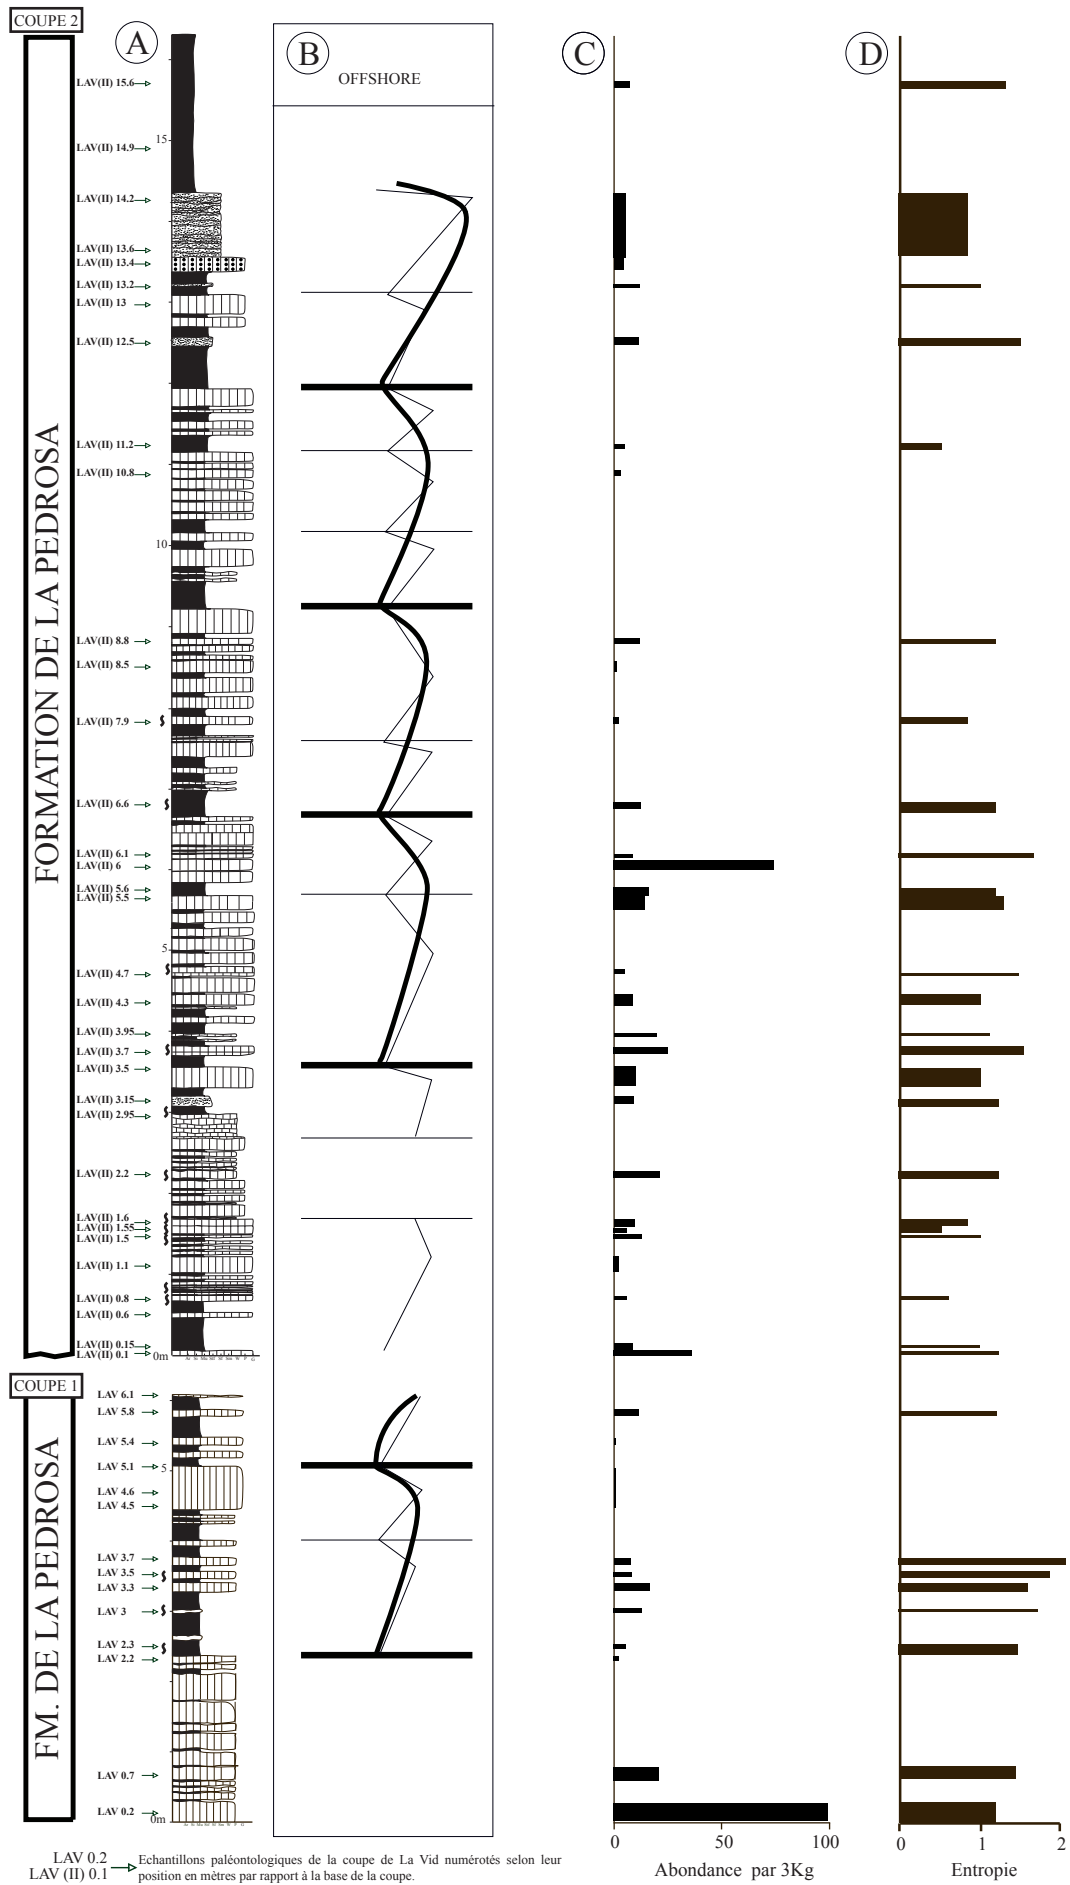 COUPE 2
A
B
C
D
OFFSHORE
FORMATION DE LA PEDROSA
LAV(II) 15.6
15
LAV(II) 14.9
LAV(II) 14.2
LAV(II) 13.6
LAV(II) 13.4
LAV(II) 13.2
LAV(II) 13
LAV(II) 12.5
LAV(II) 11.2
LAV(II) 10.8
10
LAV(II) 8.8
LAV(II) 8.5
LAV(II) 7.9
LAV(II) 6.6
LAV(II) 6.1
LAV(II) 6
LAV(II) 5.6
LAV(II) 5.5
5
LAV(II) 4.7
LAV(II) 4.3
LAV(II) 3.95
LAV(II) 3.7
LAV(II) 3.5
LAV(II) 3.15
LAV(II) 2.95
LAV(II) 2.2
LAV(II) 1.6
LAV(II) 1.55
LAV(II) 1.5
LAV(II) 1.1
LAV(II) 0.8
LAV(II) 0.6
LAV(II) 0.15
LAV(II) 0.1
0m
COUPE 1
FM. DE LA PEDROSA
LAV 6.1
LAV 5.8
LAV 5.4
LAV 5.1
5
LAV 4.6
LAV 4.5
LAV 3.7
LAV 3.5
LAV 3.3
LAV 3
LAV 2.3
LAV 2.2
LAV 0.7
LAV 0.2
0m
0 50 100
Abondance par 3Kg
0 1 2
Entropie
LAV 0.2
LAV (II) 0.1
Echantillons paléontologiques de la coupe de La Vid numérotés selon leur
position en mètres par rapport à la base de la coupe.